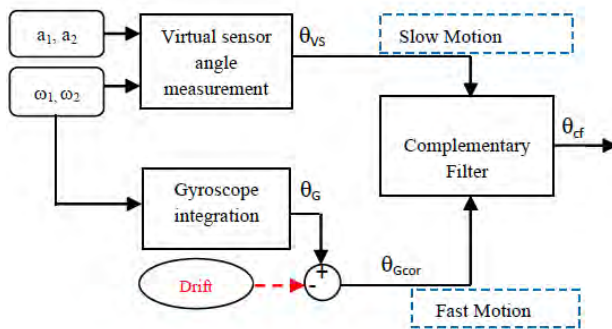 a₁, a₂
ω₁, ω₂
Virtual sensor
angle
measurement
θVS
Slow Motion
Complementary
Filter
θcf
Gyroscope
integration
θG
Drift
+
-
θGcor
Fast Motion